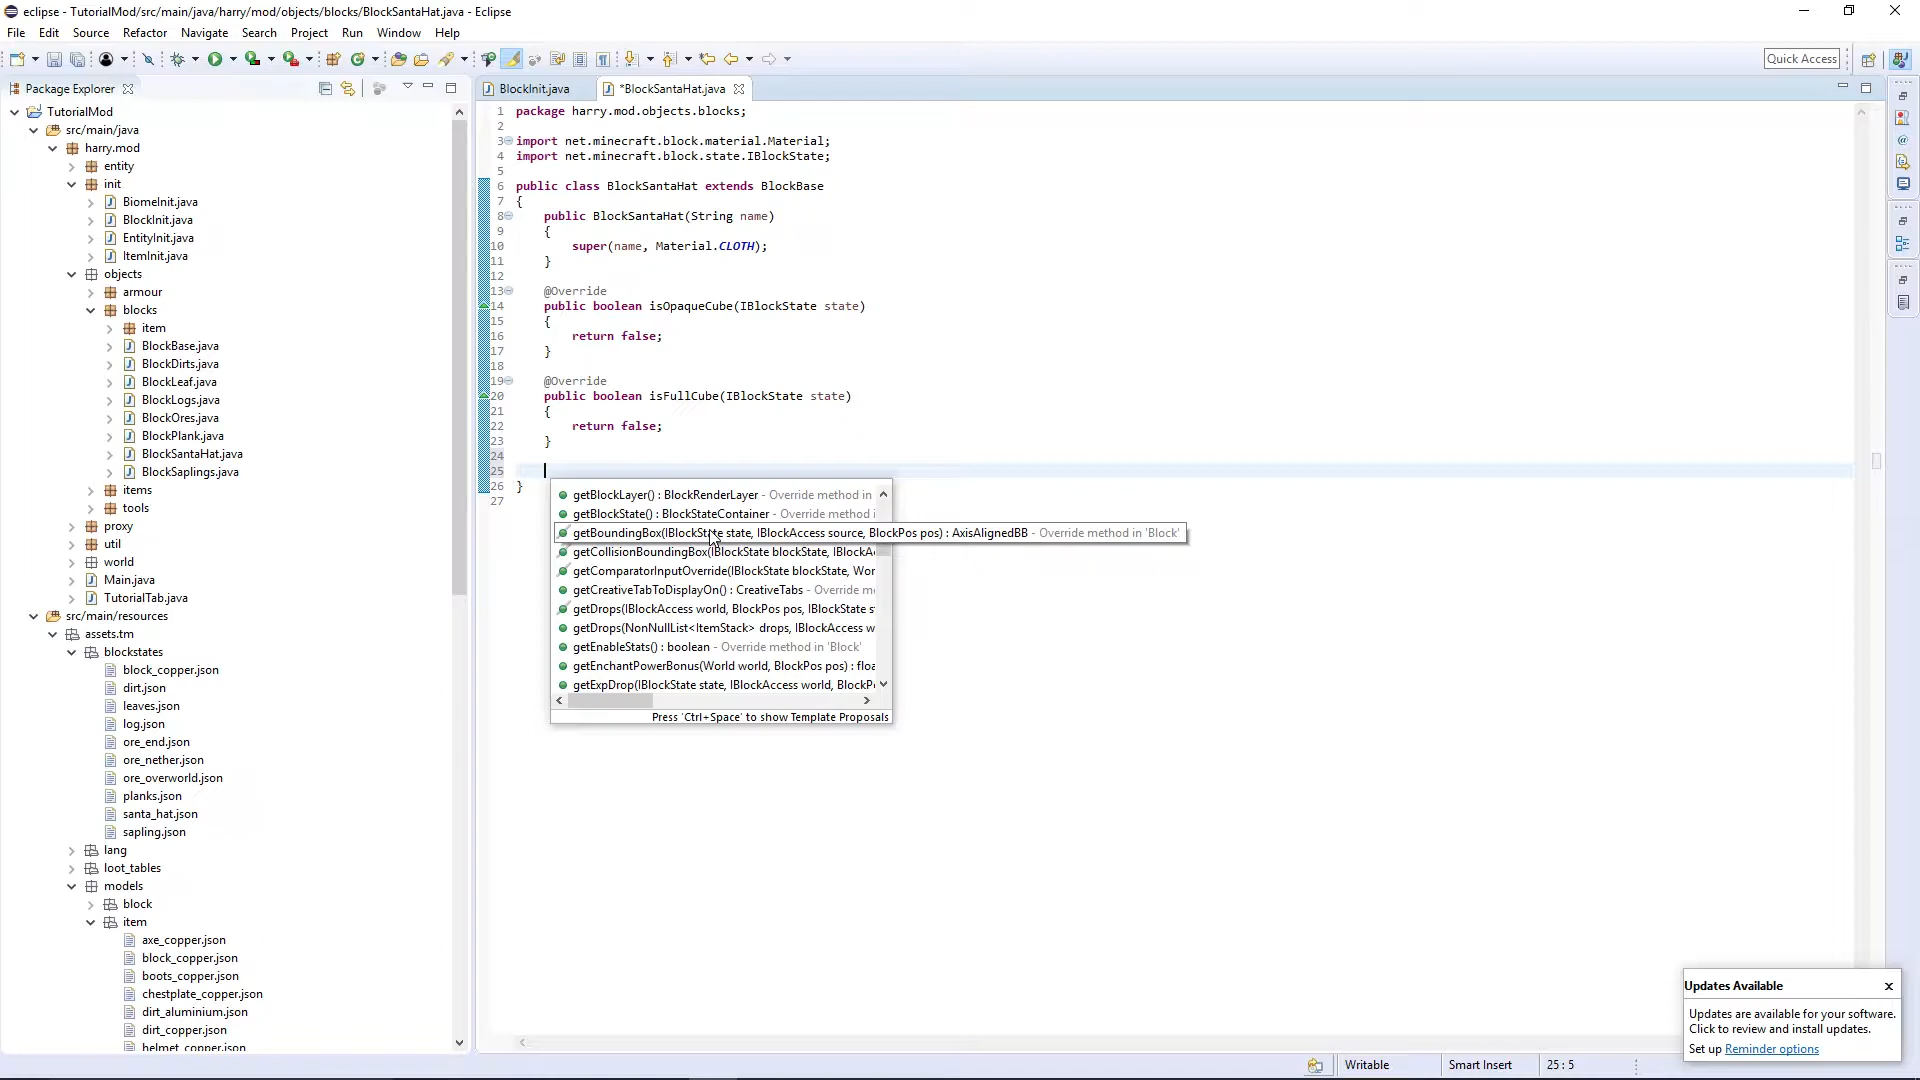 eclipse - TutorialMod/src/main/java/harry/mod/objects/blocks/BlockSantaHat.java - Eclipse
File Edit Source Refactor Navigate Search Project Run Window Help
Quick Access
Package Explorer
TutorialMod
src/main/java
harry.mod
entity
init
BiomeInit.java
BlockInit.java
EntityInit.java
ItemInit.java
objects
armour
blocks
item
BlockBase.java
BlockDirts.java
BlockLeaf.java
BlockLogs.java
BlockOres.java
BlockPlank.java
BlockSantaHat.java
BlockSaplings.java
items
tools
proxy
util
world
Main.java
TutorialTab.java
src/main/resources
assets.tm
blockstates
block_copper.json
dirt.json
leaves.json
log.json
ore_end.json
ore_nether.json
ore_overworld.json
planks.json
santa_hat.json
sapling.json
lang
loot_tables
models
block
item
axe_copper.json
block_copper.json
boots_copper.json
chestplate_copper.json
dirt_aluminium.json
dirt_copper.json
helmet_copper.json
BlockInit.java *BlockSantaHat.java
1 package harry.mod.objects.blocks;
2
3 import net.minecraft.block.material.Material;
4 import net.minecraft.block.state.IBlockState;
5
6 public class BlockSantaHat extends BlockBase
7 {
8 public BlockSantaHat(String name)
9 {
10 super(name, Material.CLOTH);
11 }
12
13 @Override
14 public boolean isOpaqueCube(IBlockState state)
15 {
16 return false;
17 }
18
19 @Override
20 public boolean isFullCube(IBlockState state)
21 {
22 return false;
23 }
24
25
26 }
27
getBlockLayer() : BlockRenderLayer - Override method in
getBlockState() : BlockStateContainer - Override method i
getBoundingBox(IBlockState state, IBlockAccess source, BlockPos pos) : AxisAlignedBB - Override method in 'Block'
getCollisionBoundingBox(IBlockState blockState, IBlockA
getComparatorInputOverride(IBlockState blockState, Wor
getCreativeTabToDisplayOn() : CreativeTabs - Override me
getDrops(IBlockAccess world, BlockPos pos, IBlockState s
getDrops(NonNullList<ItemStack> drops, IBlockAccess w
getEnableStats() : boolean - Override method in 'Block'
getEnchantPowerBonus(World world, BlockPos pos) : floa
getExpDrop(IBlockState state, IBlockAccess world, BlockP
Press 'Ctrl+Space' to show Template Proposals
Updates Available
Updates are available for your software.
Click to review and install updates.
Set up Reminder options
Writable Smart Insert 25 : 5